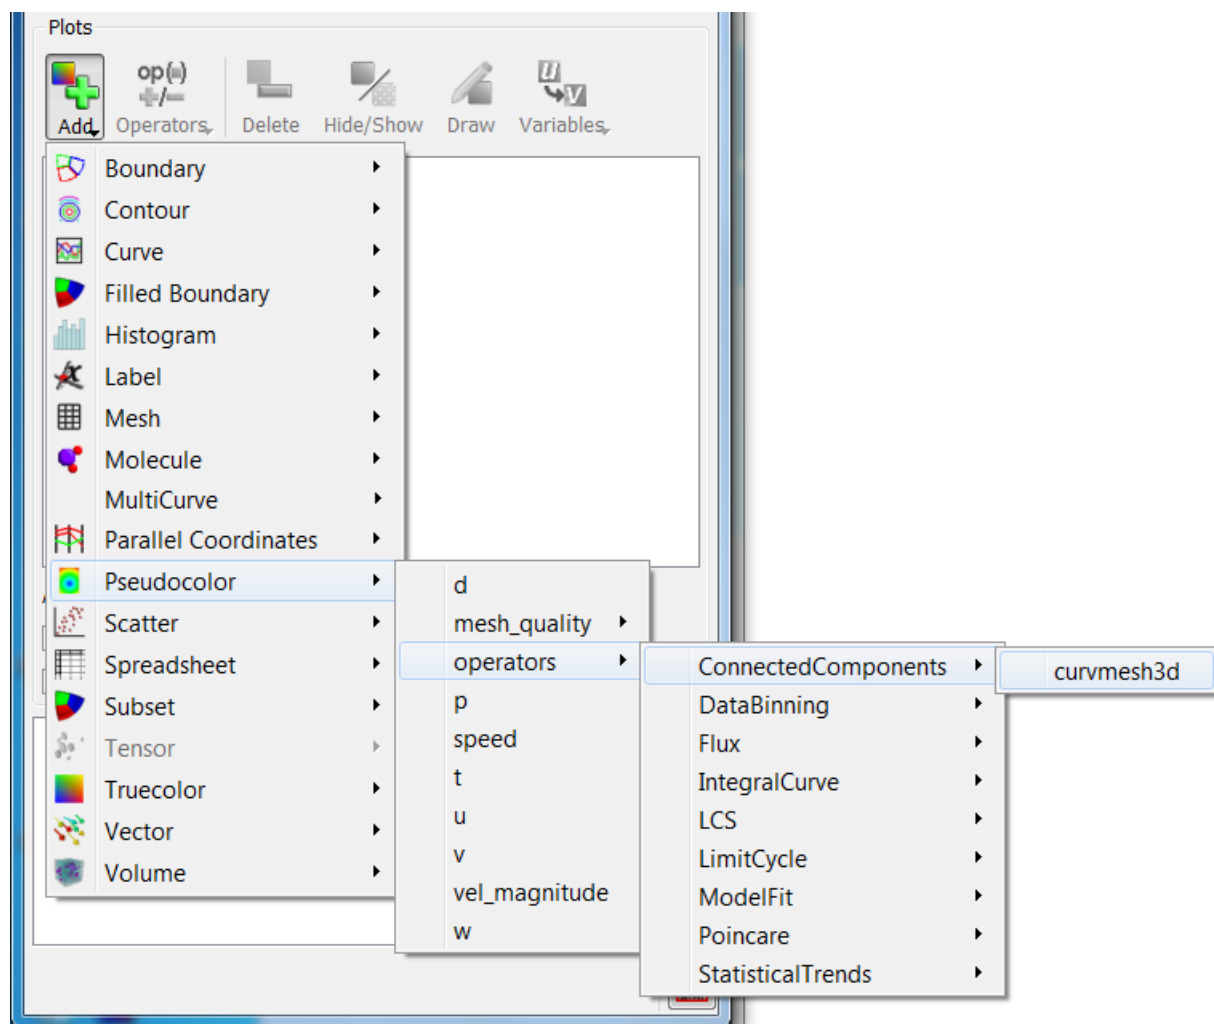 Plots
op(=)
Add Operators Delete Hide/Show Draw Variables
Boundary
Contour
Curve
Filled Boundary
Histogram
Label
Mesh
Molecule
MultiCurve
Parallel Coordinates
Pseudocolor
Scatter
Spreadsheet
Subset
Tensor
Truecolor
Vector
Volume
d
mesh_quality
operators
p
speed
t
u
v
vel_magnitude
w
ConnectedComponents
DataBinning
Flux
IntegralCurve
LCS
LimitCycle
ModelFit
Poincare
StatisticalTrends
curvmesh3d